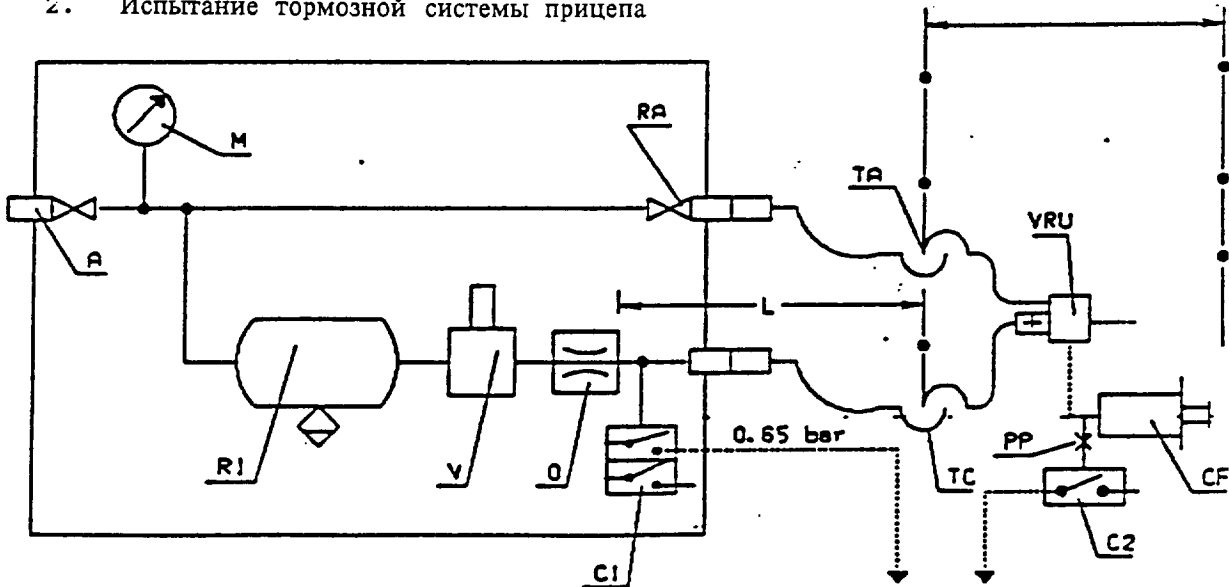 2. Испытание тормозной системы прицепа
M
RA
TA
VRU
A
L
0.65 bar
PP
R1
V
O
TC
CF
C2
C1